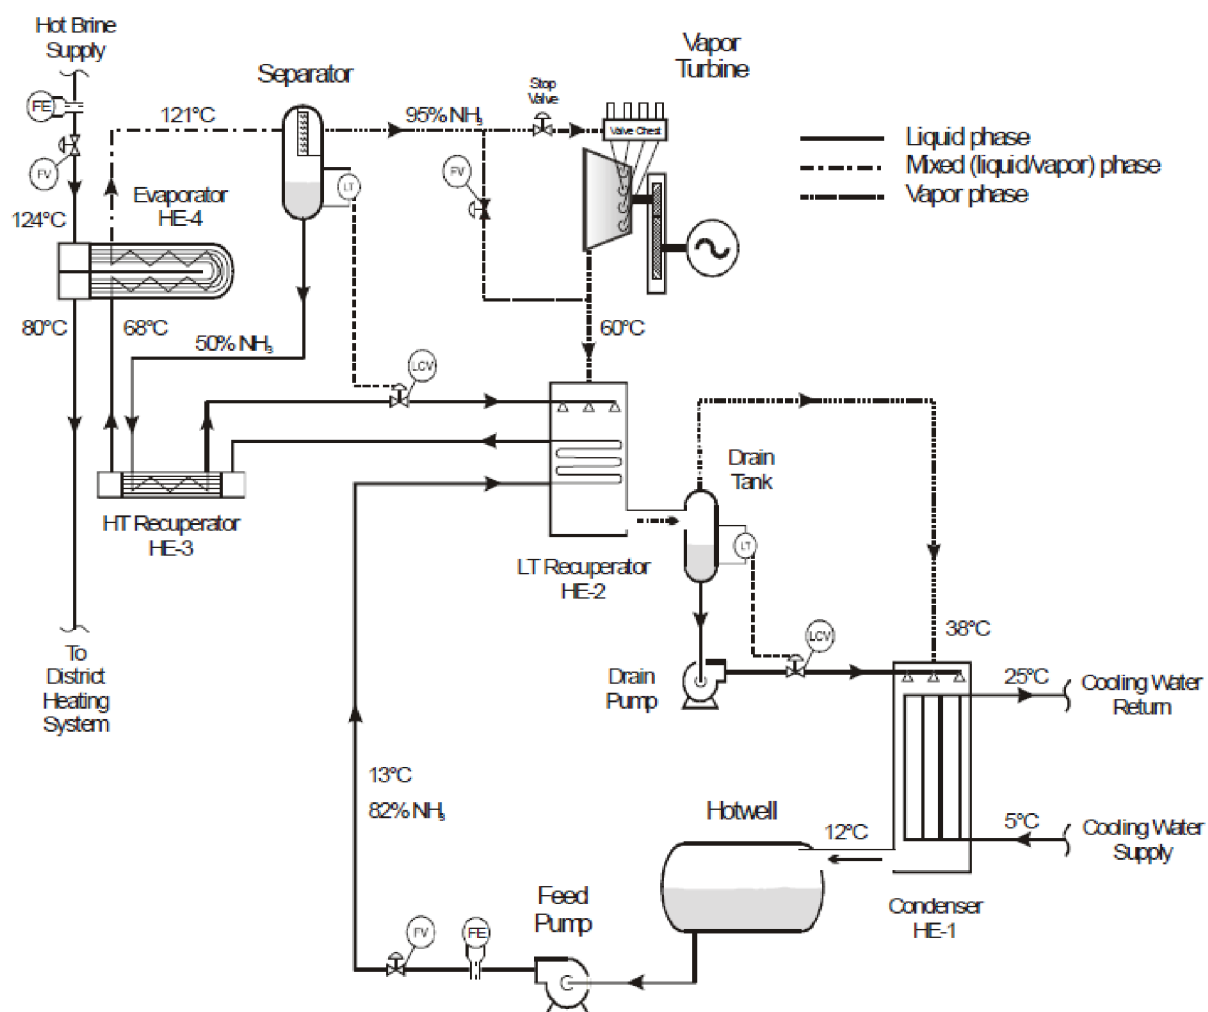 Hot Brine
Supply
FE
FV
124°C
80°C
121°C
Evaporator
HE-4
68°C
Separator
LT
95% NH3
50% NH3
Stop
Valve
Vapor
Turbine
Valve Chest
FV
60°C
Liquid phase
Mixed (liquid/vapor) phase
Vapor phase
LCV
HT Recuperator
HE-3
To
District
Heating
System
LT Recuperator
HE-2
Drain
Tank
LT
Drain
Pump
LCV
38°C
25°C
Cooling Water
Return
5°C
Cooling Water
Supply
Condenser
HE-1
12°C
Hotwell
13°C
82% NH3
Feed
Pump
FE
FV